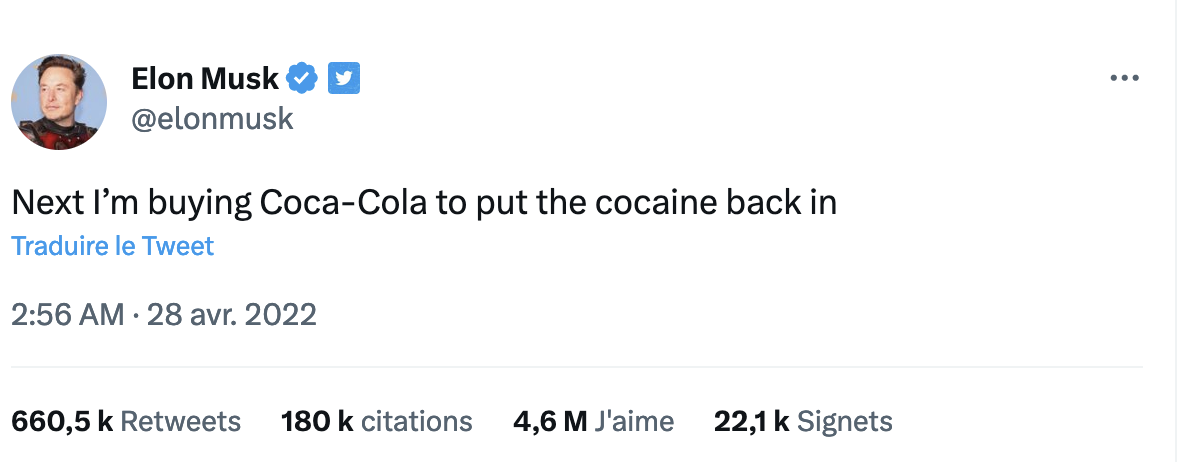 Elon Musk
@elonmusk
Next I’m buying Coca-Cola to put the cocaine back in
Traduire le Tweet
2:56 AM · 28 avr. 2022
660,5 k Retweets 180 k citations 4,6 M J'aime 22,1 k Signets